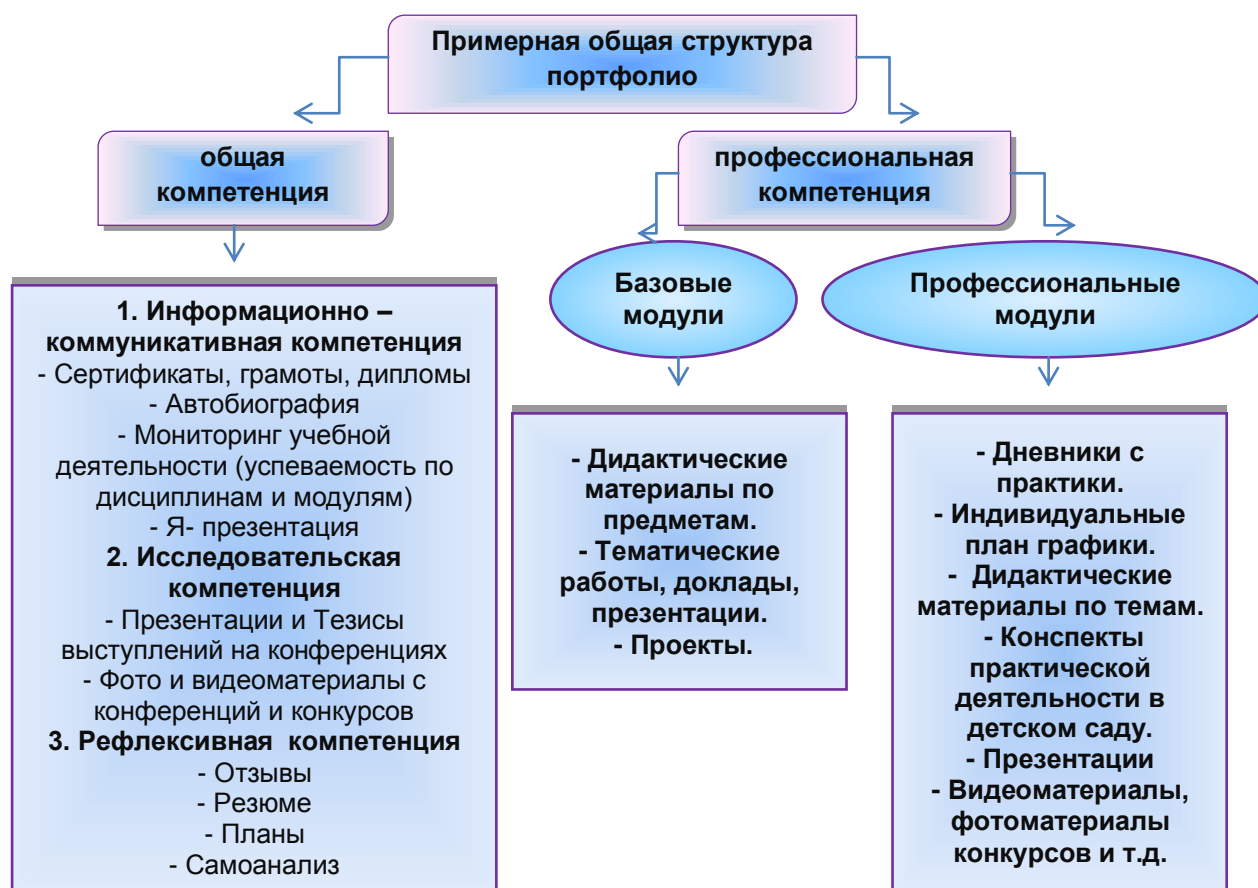 Примерная общая структура
портфолио
общая
компетенция
профессиональная
компетенция
1. Информационно –
коммуникативная компетенция
- Сертификаты, грамоты, дипломы
- Автобиография
- Мониторинг учебной
деятельности (успеваемость по
дисциплинам и модулям)
- Я- презентация
2. Исследовательская
компетенция
- Презентации и Тезисы
выступлений на конференциях
- Фото и видеоматериалы с
конференций и конкурсов
3. Рефлексивная компетенция
- Отзывы
- Резюме
- Планы
- Самоанализ
Базовые
модули
- Дидактические
материалы по
предметам.
- Тематические
работы, доклады,
презентации.
- Проекты.
Профессиональные
модули
- Дневники с
практики.
- Индивидуальные
план графики.
- Дидактические
материалы по темам.
- Конспекты
практической
деятельности в
детском саду.
- Презентации
- Видеоматериалы,
фотоматериалы
конкурсов и т.д.